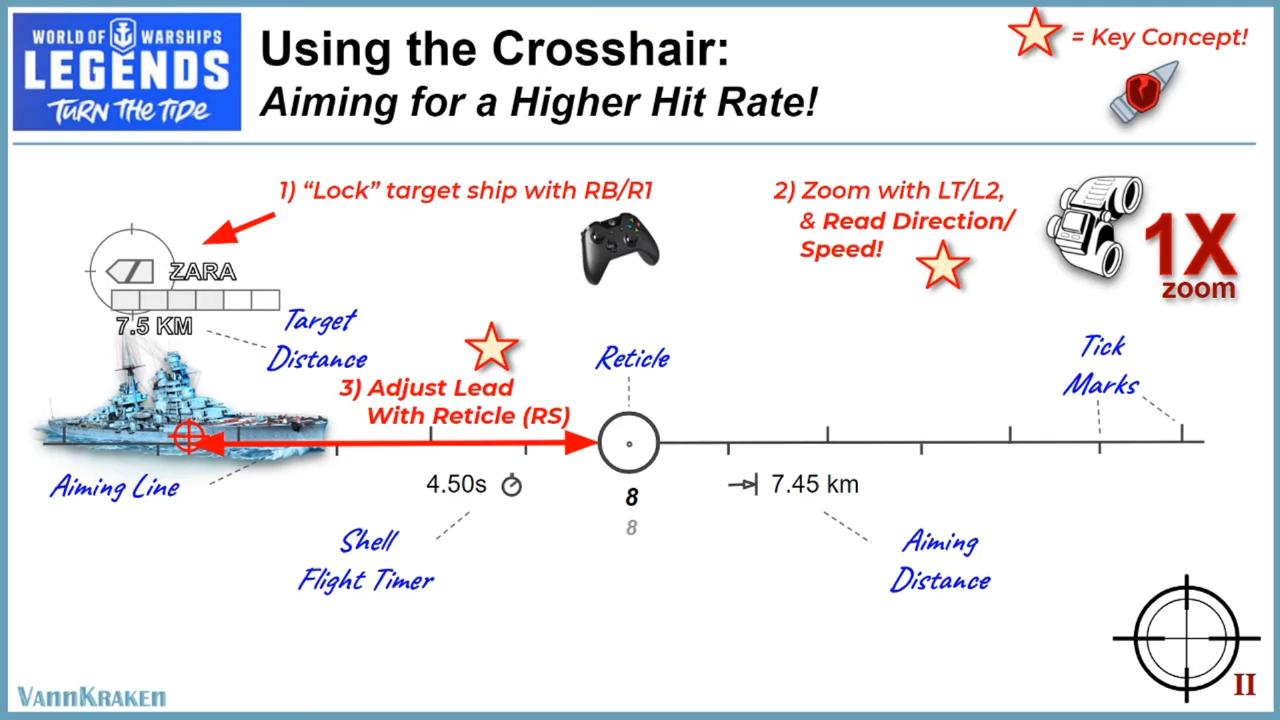 WORLD OF WARSHIPS
LEGENDS
TURN THE TIDE
Using the Crosshair:
Aiming for a Higher Hit Rate!
= Key Concept!
1) “Lock” target ship with RB/R1
2) Zoom with LT/L2,
& Read Direction/
Speed!
1X
zoom
ZARA
7.5 KM
Target
Distance
3) Adjust Lead
With Reticle (RS)
Reticle
Tick
Marks
Aiming Line
4.50s
8
8
7.45 km
Shell
Flight Timer
Aiming
Distance
VANNKRAKEN
II